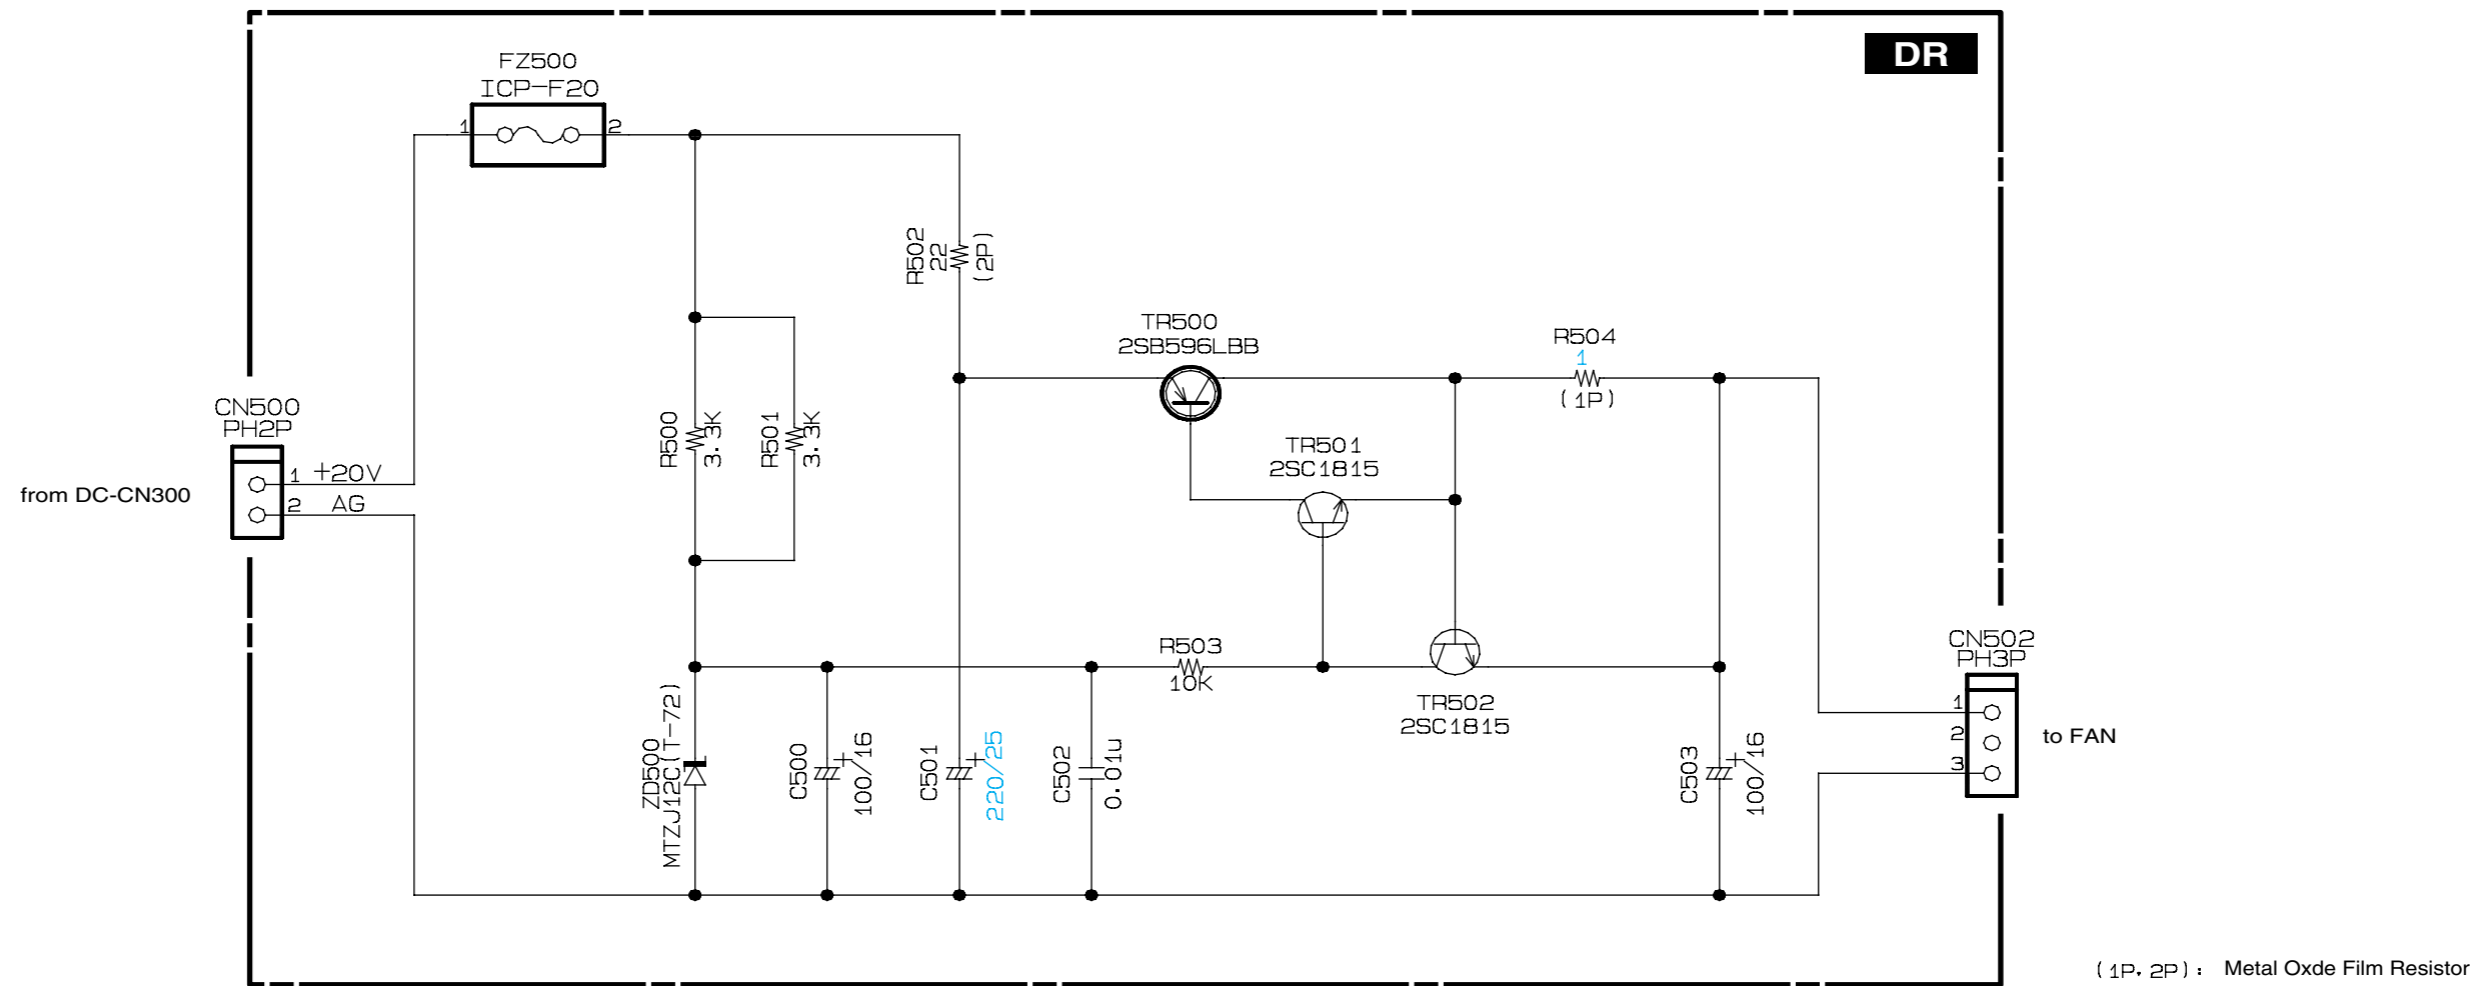 DR
FZ500
ICP-F20
1
2
R502
22
(2P)
TR500
2SB596LBB
R504
1
(1P)
CN500
PH2P
R500
3.3K
R501
3.3K
TR501
2SC1815
1 +20V
2 AG
from DC-CN300
R503
10K
TR502
2SC1815
CN502
PH3P
1
2
3
to FAN
ZD500
MTZJ12C(T-72)
C500
100/16
C501
220/25
C502
0.01u
C503
100/16
(1P, 2P) : Metal Oxde Film Resistor